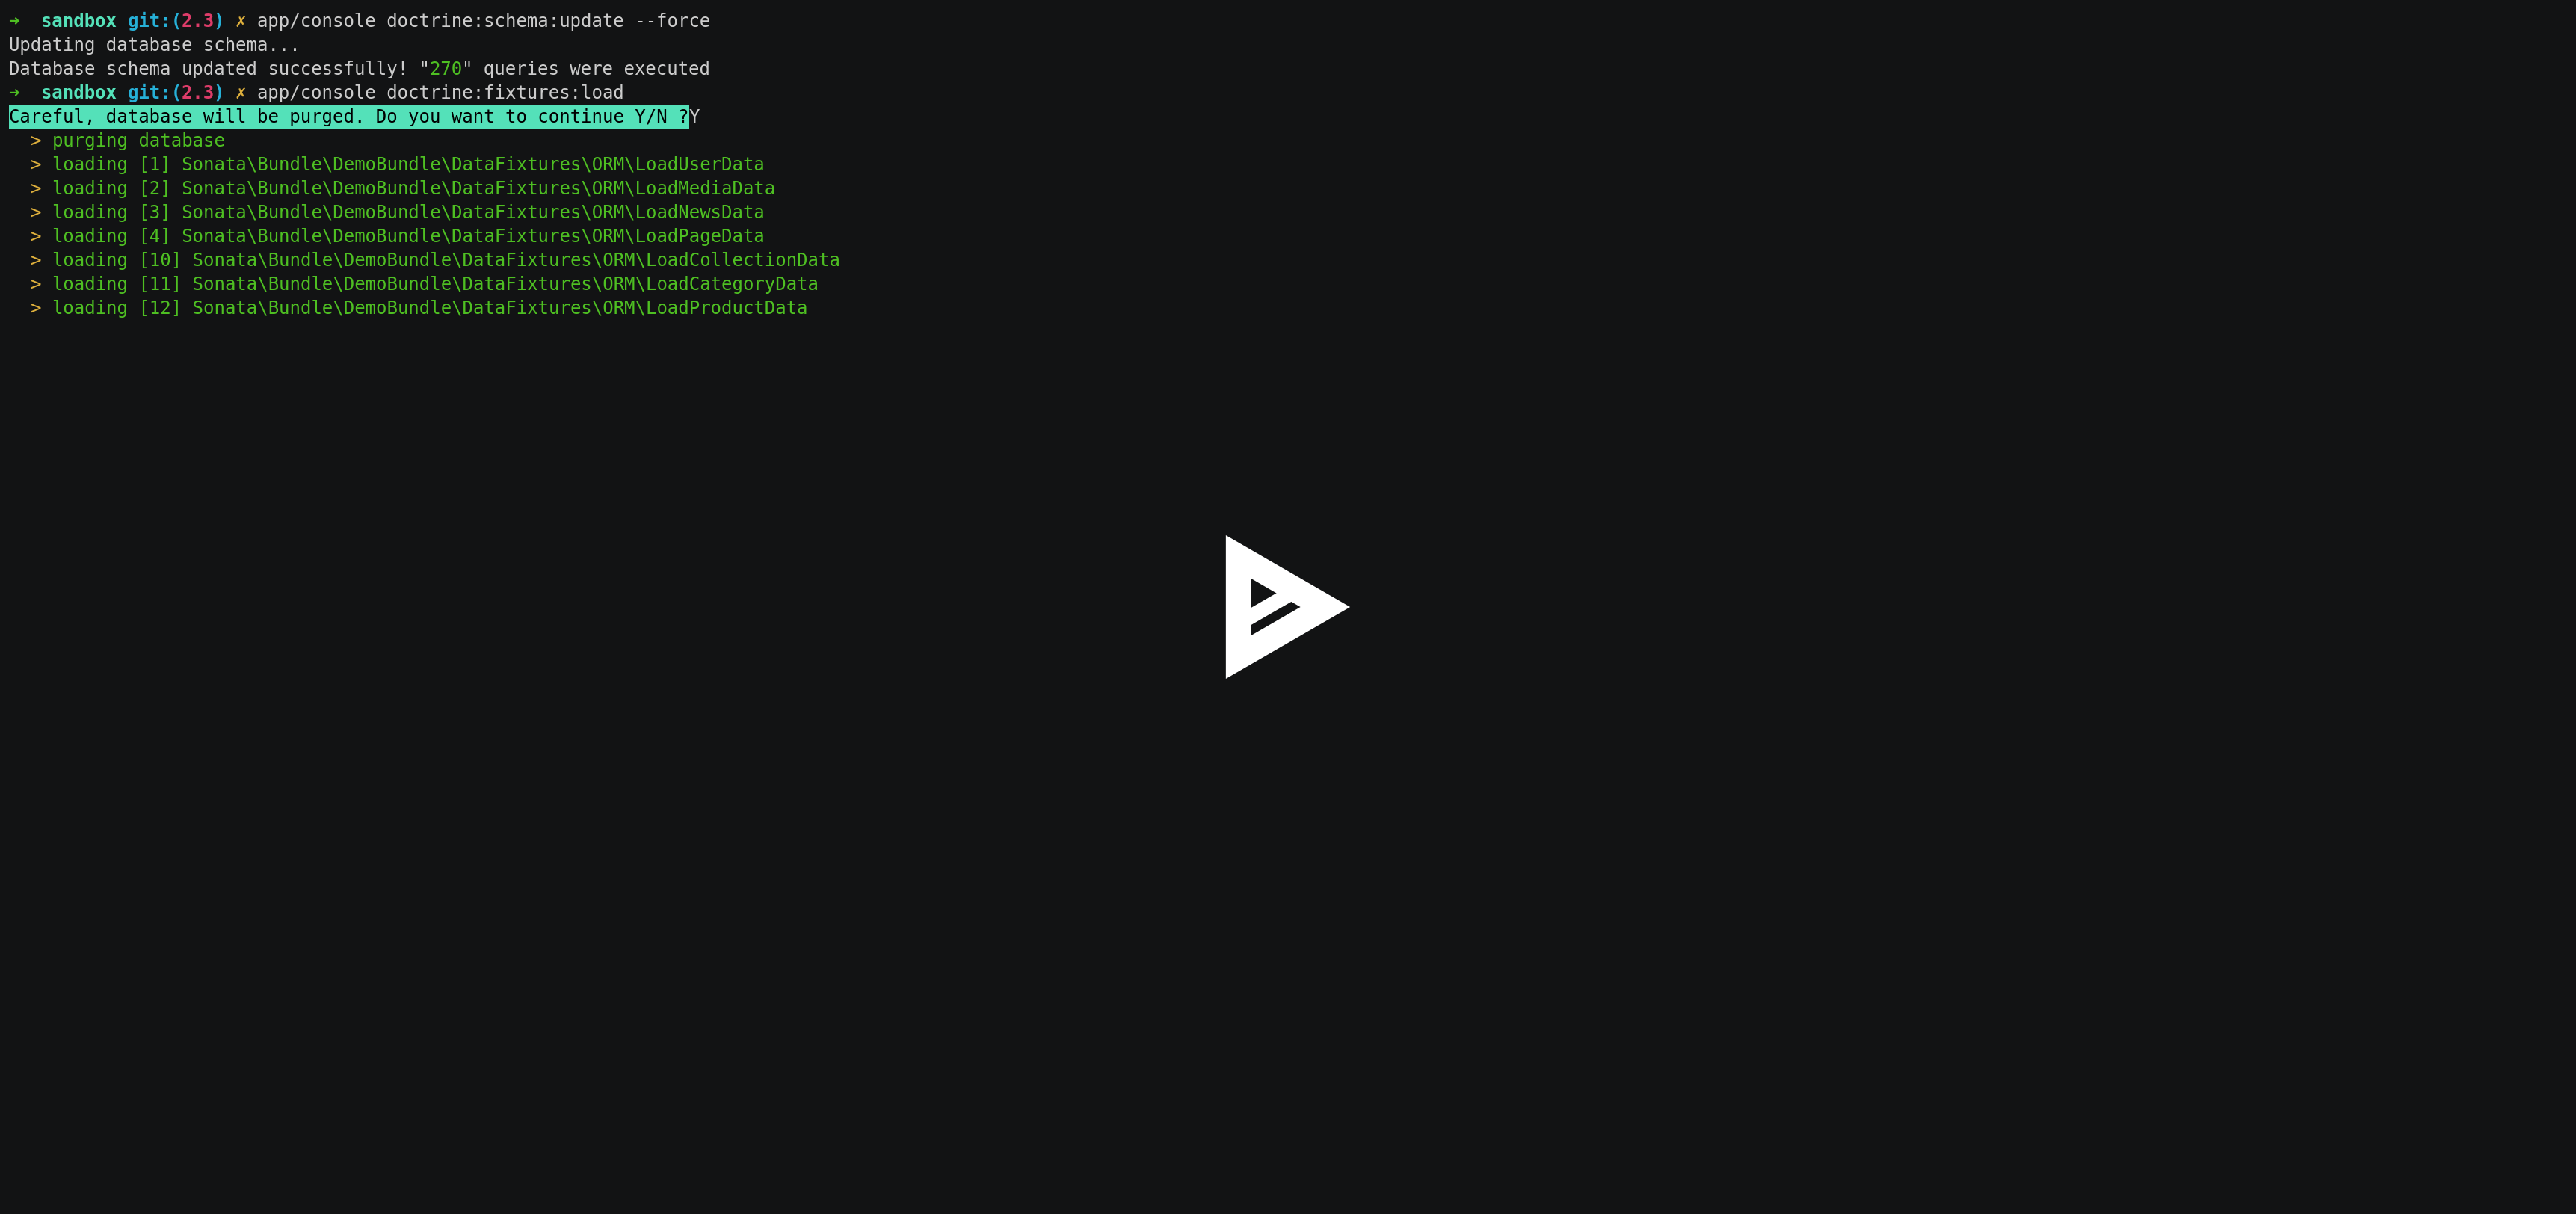 ➜  sandbox git:(2.3) ✗ app/console doctrine:schema:update --force
Updating database schema...
Database schema updated successfully! "270" queries were executed
➜  sandbox git:(2.3) ✗ app/console doctrine:fixtures:load
Careful, database will be purged. Do you want to continue Y/N ?Y
  > purging database
  > loading [1] Sonata\Bundle\DemoBundle\DataFixtures\ORM\LoadUserData
  > loading [2] Sonata\Bundle\DemoBundle\DataFixtures\ORM\LoadMediaData
  > loading [3] Sonata\Bundle\DemoBundle\DataFixtures\ORM\LoadNewsData
  > loading [4] Sonata\Bundle\DemoBundle\DataFixtures\ORM\LoadPageData
  > loading [10] Sonata\Bundle\DemoBundle\DataFixtures\ORM\LoadCollectionData
  > loading [11] Sonata\Bundle\DemoBundle\DataFixtures\ORM\LoadCategoryData
  > loading [12] Sonata\Bundle\DemoBundle\DataFixtures\ORM\LoadProductData